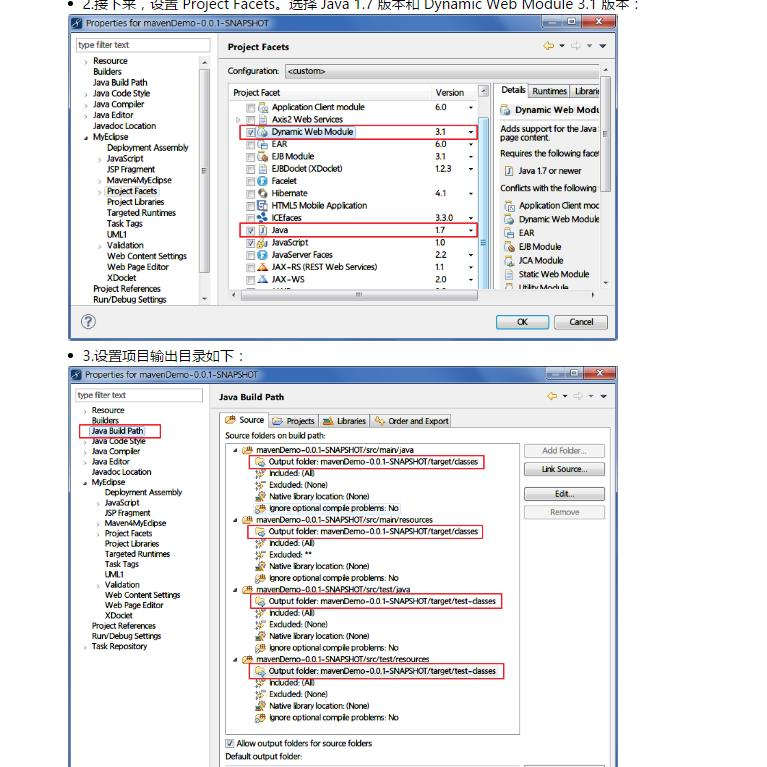 2.接下来，设置 Project Facets。选择 Java 1.7 版本和 Dynamic Web Module 3.1 版本：
Properties for mavenDemo-0.0.1-SNAPSHOT
type filter text
Resource
Builders
Java Build Path
Java Code Style
Java Compiler
Java Editor
Javadoc Location
MyEclipse
Deployment Assembly
JavaScript
JSP Fragment
Maven4MyEclipse
Project Facets
Project Libraries
Targeted Runtimes
Task Tags
UML1
Validation
Web Content Settings
Web Page Editor
XDoclet
Project References
Run/Debug Settings
Project Facets
Configuration: <custom>
Project Facet Version
Application Client module 6.0
Axis2 Web Services
Dynamic Web Module 3.1
EAR 6.0
EJB Module 3.1
EJBDoclet (XDoclet) 1.2.3
Facelet
Hibernate 4.1
HTML5 Mobile Application
ICEfaces 3.3.0
Java 1.7
JavaScript 1.0
JavaServer Faces 2.2
JAX-RS (REST Web Services) 1.1
JAX-WS 2.0
Details Runtimes Librarie
Dynamic Web Modu
Adds support for the Java
page content.
Requires the following facet
Java 1.7 or newer
Conflicts with the following
Application Client moc
Dynamic Web Module
EAR
EJB Module
JCA Module
Static Web Module
Utility Module
OK Cancel
3.设置项目输出目录如下：
Properties for mavenDemo-0.0.1-SNAPSHOT
type filter text
Resource
Builders
Java Build Path
Java Code Style
Java Compiler
Java Editor
Javadoc Location
MyEclipse
Deployment Assembly
JavaScript
JSP Fragment
Maven4MyEclipse
Project Facets
Project Libraries
Targeted Runtimes
Task Tags
UML1
Validation
Web Content Settings
Web Page Editor
XDoclet
Project References
Run/Debug Settings
Task Repository
Java Build Path
Source Projects Libraries Order and Export
Source folders on build path:
mavenDemo-0.0.1-SNAPSHOT/src/main/java
Output folder: mavenDemo-0.0.1-SNAPSHOT/target/classes
Included: (All)
Excluded: (None)
Native library location: (None)
Ignore optional compile problems: No
mavenDemo-0.0.1-SNAPSHOT/src/main/resources
Output folder: mavenDemo-0.0.1-SNAPSHOT/target/classes
Included: (All)
Excluded: **
Native library location: (None)
Ignore optional compile problems: No
mavenDemo-0.0.1-SNAPSHOT/src/test/java
Output folder: mavenDemo-0.0.1-SNAPSHOT/target/test-classes
Included: (All)
Excluded: (None)
Native library location: (None)
Ignore optional compile problems: No
mavenDemo-0.0.1-SNAPSHOT/src/test/resources
Output folder: mavenDemo-0.0.1-SNAPSHOT/target/test-classes
Included: (All)
Excluded: (None)
Native library location: (None)
Ignore optional compile problems: No
Add Folder...
Link Source...
Edit...
Remove
Allow output folders for source folders
Default output folder: